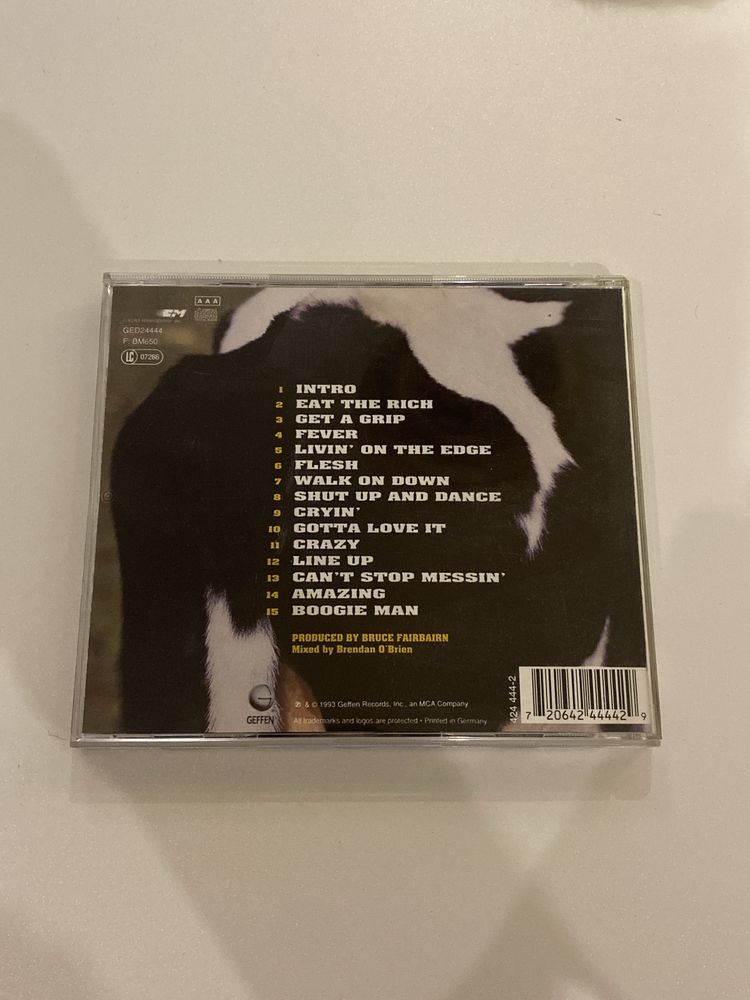 AAA
GED24444
F: BM650
LC 07266
1 INTRO
2 EAT THE RICH
3 GET A GRIP
4 FEVER
5 LIVIN' ON THE EDGE
6 FLESH
7 WALK ON DOWN
8 SHUT UP AND DANCE
9 CRYIN'
10 GOTTA LOVE IT
11 CRAZY
12 LINE UP
13 CAN'T STOP MESSIN'
14 AMAZING
15 BOOGIE MAN
PRODUCED BY BRUCE FAIRBAIRN
Mixed by Brendan O'Brien
GEFFEN
℗ & © 1993 Geffen Records, Inc., an MCA Company
All trademarks and logos are protected • Printed in Germany
424 444-2
7 20642 44442 9